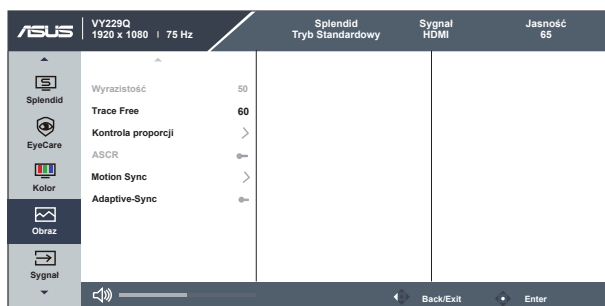 ASUS
VY229Q
1920 x 1080 | 75 Hz
Splendid
Tryb Standardowy
Sygnał
HDMI
Jasność
65
Splendid
EyeCare
Kolor
Obraz
Sygnał
Wyrazistość 50
Trace Free 60
Kontrola proporcji
ASCR
Motion Sync
Adaptive-Sync
Back/Exit
Enter